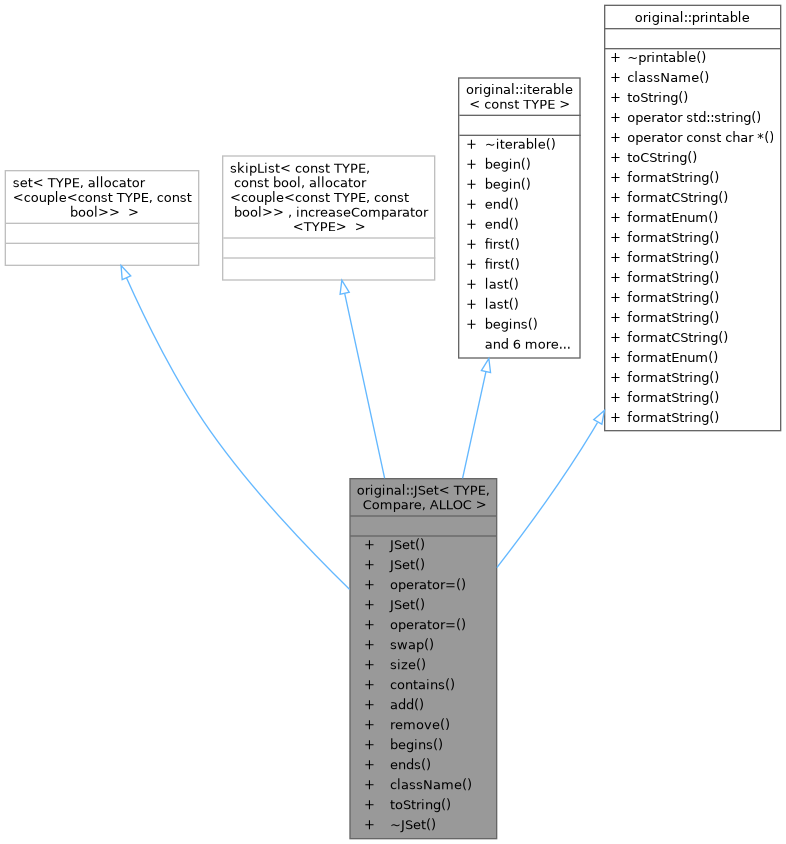 set< TYPE, allocator
<couple<const TYPE, const
bool>> >
skipList< const TYPE,
const bool, allocator
<couple<const TYPE, const
bool>> , increaseComparator
<TYPE> >
original::iterable
< const TYPE >
+ ~iterable()
+ begin()
+ begin()
+ end()
+ end()
+ first()
+ first()
+ last()
+ last()
+ begins()
and 6 more...
original::printable
+ ~printable()
+ className()
+ toString()
+ operator std::string()
+ operator const char *()
+ toCString()
+ formatString()
+ formatCString()
+ formatEnum()
+ formatString()
+ formatString()
+ formatString()
+ formatString()
+ formatString()
+ formatCString()
+ formatEnum()
+ formatString()
+ formatString()
+ formatString()
original::JSet< TYPE,
Compare, ALLOC >
+ JSet()
+ JSet()
+ operator=()
+ JSet()
+ operator=()
+ swap()
+ size()
+ contains()
+ add()
+ remove()
+ begins()
+ ends()
+ className()
+ toString()
+ ~JSet()